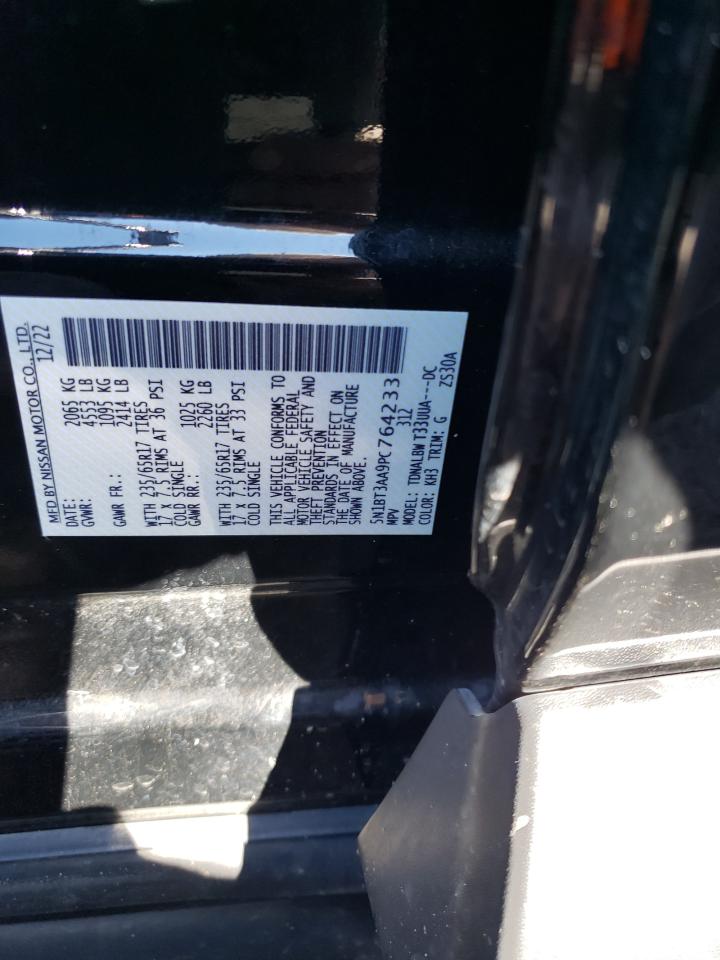 MFD BY NISSAN MOTOR CO., LTD.
DATE: 12/22
GVWR: 2065 KG
4553 LB
GAWR FR.: 1095 KG
2414 LB
WITH 235/65R17 TIRES
17 X 7.5 RIMS AT 36 PSI
COLD SINGLE
GAWR RR.: 1025 KG
2260 LB
WITH 235/65R17 TIRES
17 X 7.5 RIMS AT 33 PSI
COLD SINGLE
THIS VEHICLE CONFORMS TO
ALL APPLICABLE FEDERAL
MOTOR VEHICLE SAFETY AND
THEFT PREVENTION
STANDARDS IN EFFECT ON
THE DATE OF MANUFACTURE
SHOWN ABOVE.
5N1BT3AA9PC764233
MPV 312
MODEL: TDNALBW T33UUA---DC
COLOR: KH3 TRIM: G ZS30A